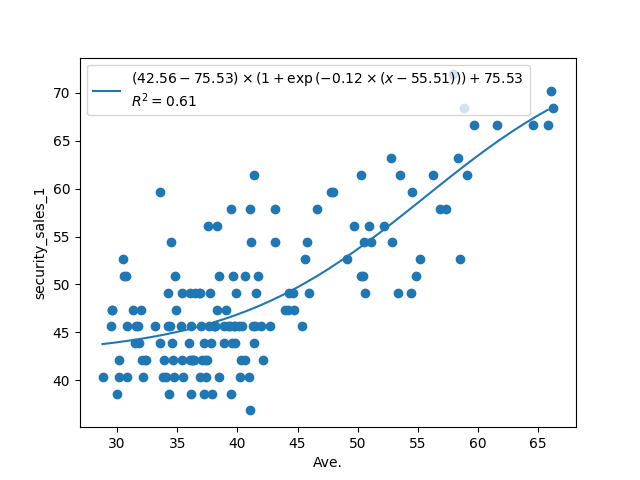 (42.56 − 75.53) × (1 + exp (−0.12 × (x − 55.51))) + 75.53
R² = 0.61
70
65
60
55
50
45
40
security_sales_1
30 35 40 45 50 55 60 65
Ave.